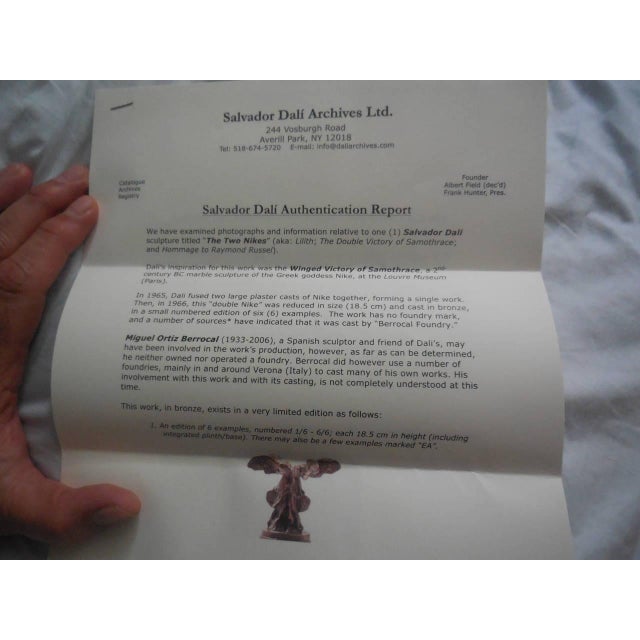 Salvador Dalí Archives Ltd.
244 Vosburgh Road
Averill Park, NY 12018
Tel: 518-674-5720 E-mail: info@daliarchives.com
Catalogue
Archives
Registry
Founder
Albert Field (dec'd)
Frank Hunter, Pres.
Salvador Dalí Authentication Report
We have examined photographs and information relative to one (1) Salvador Dalí
sculpture titled "The Two Nikes" (aka: Lilith; The Double Victory of Samothrace;
and Hommage to Raymond Russel).
Dali's inspiration for this work was the Winged Victory of Samothrace, a 2nd
century BC marble sculpture of the Greek goddess Nike, at the Louvre Museum
(Paris).
In 1965, Dali fused two large plaster casts of Nike together, forming a single work.
Then, in 1966, this "double Nike" was reduced in size (18.5 cm) and cast in bronze,
in a small numbered edition of six (6) examples. The work has no foundry mark,
and a number of sources* have indicated that it was cast by "Berrocal Foundry."
Miguel Ortiz Berrocal (1933-2006), a Spanish sculptor and friend of Dali's, may
have been involved in the work's production, however, as far as can be determined,
he neither owned nor operated a foundry. Berrocal did however use a number of
foundries, mainly in and around Verona (Italy) to cast many of his own works. His
involvement with this work and with its casting, is not completely understood at this
time.
This work, in bronze, exists in a very limited edition as follows:
1. An edition of 6 examples, numbered 1/6 - 6/6; each 18.5 cm in height (including
integrated plinth/base). There may also be a few examples marked "EA".